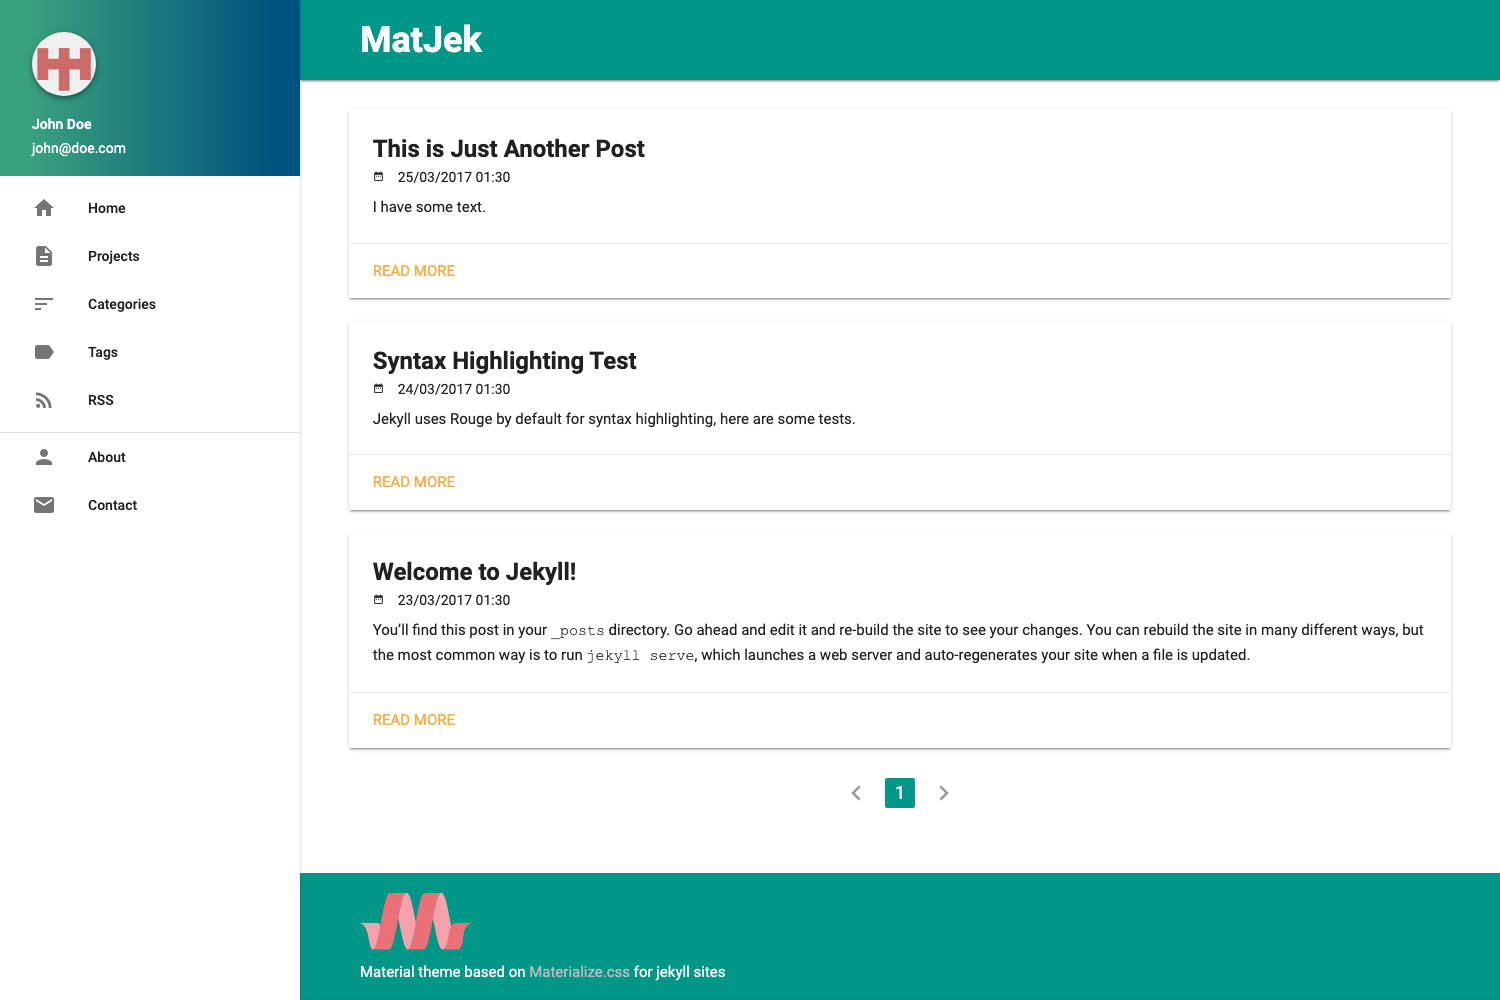 John Doe
john@doe.com
Home
Projects
Categories
Tags
RSS
About
Contact
MatJek
This is Just Another Post
25/03/2017 01:30
I have some text.
READ MORE
Syntax Highlighting Test
24/03/2017 01:30
Jekyll uses Rouge by default for syntax highlighting, here are some tests.
READ MORE
Welcome to Jekyll!
23/03/2017 01:30
You’ll find this post in your _posts directory. Go ahead and edit it and re-build the site to see your changes. You can rebuild the site in many different ways, but
the most common way is to run jekyll serve, which launches a web server and auto-regenerates your site when a file is updated.
READ MORE
1
Material theme based on Materialize.css for jekyll sites